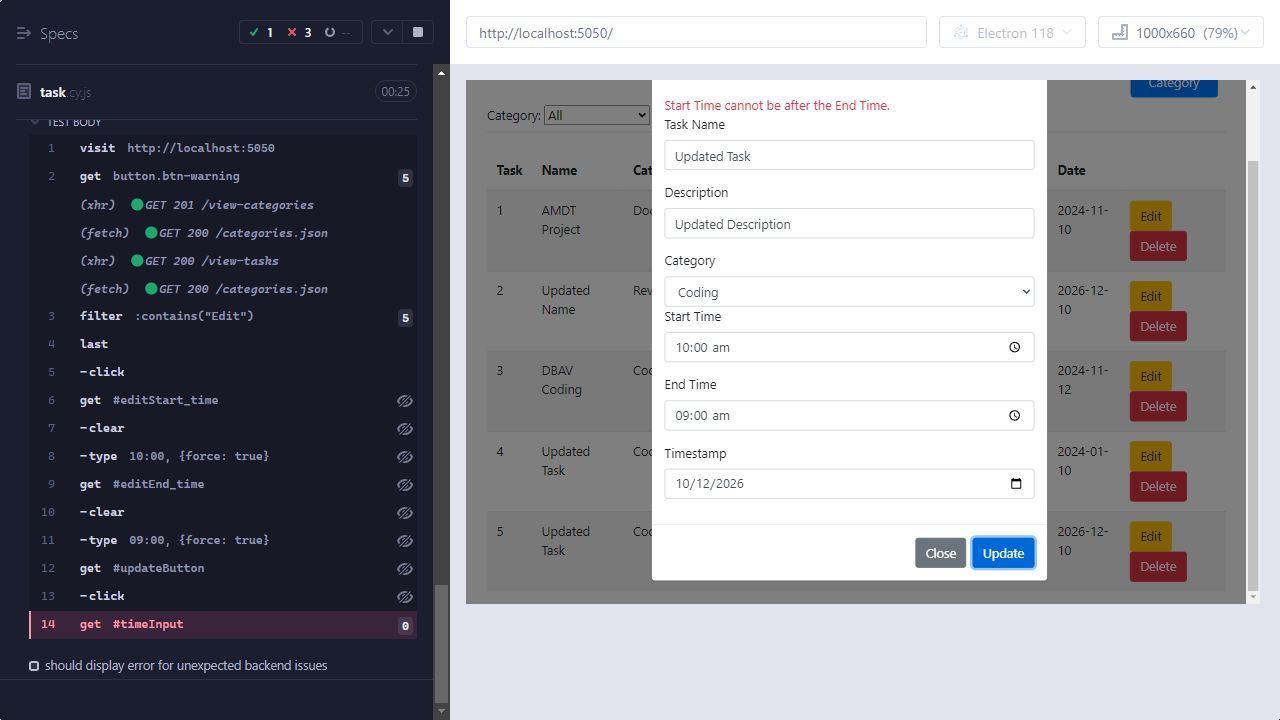 Specs
1 3 --
task.cy.js 00:25
TEST BODY
1 visit http://localhost:5050
2 get button.btn-warning 5
(xhr) GET 201 /view-categories
(fetch) GET 200 /categories.json
(xhr) GET 200 /view-tasks
(fetch) GET 200 /categories.json
3 filter :contains("Edit") 5
4 last
5 -click
6 get #editStart_time
7 -clear
8 -type 10:00, {force: true}
9 get #editEnd_time
10 -clear
11 -type 09:00, {force: true}
12 get #updateButton
13 -click
14 get #timeInput 0
should display error for unexpected backend issues
http://localhost:5050/
Electron 118
1000x660 (79%)
Category
Category: All
Task Name Cat Date
1 AMDT Project Doc 2024-11-10 Edit Delete
2 Updated Name Rev 2026-12-10 Edit Delete
3 DBAV Coding Coo 2024-11-12 Edit Delete
4 Updated Task Coo 2024-01-10 Edit Delete
5 Updated Task Coo 2026-12-10 Edit Delete
Start Time cannot be after the End Time.
Task Name
Updated Task
Description
Updated Description
Category
Coding
Start Time
10:00 am
End Time
09:00 am
Timestamp
10/12/2026
Close Update